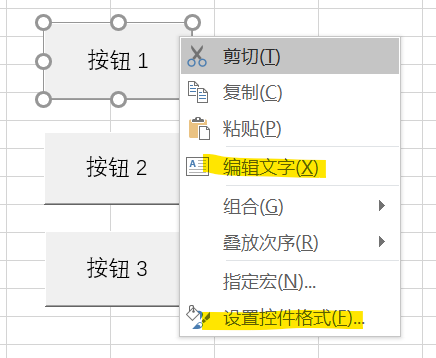 按钮 1
按钮 2
按钮 3
剪切(T)
复制(C)
粘贴(P)
编辑文字(X)
组合(G)
叠放次序(R)
指定宏(N)...
设置控件格式(F)...